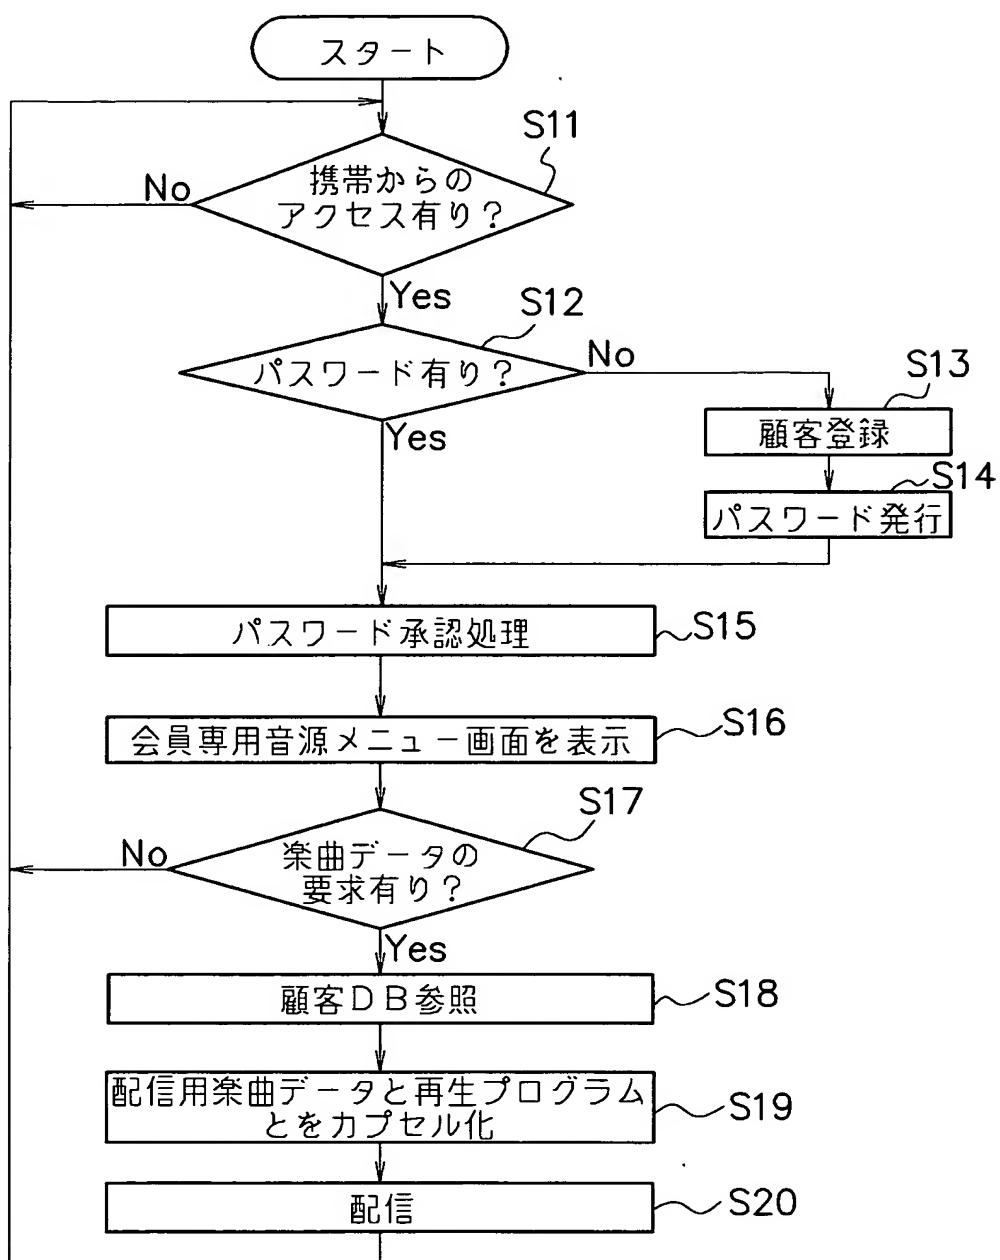 スタート
S11
携帯からの
アクセス有り？
No
Yes
S12
パスワード有り？
No
Yes
S13
顧客登録
S14
パスワード発行
パスワード承認処理
S15
会員専用音源メニュー画面を表示
S16
S17
楽曲データの
要求有り？
No
Yes
顧客DB参照
S18
配信用楽曲データと再生プログラム
とをカプセル化
S19
配信
S20